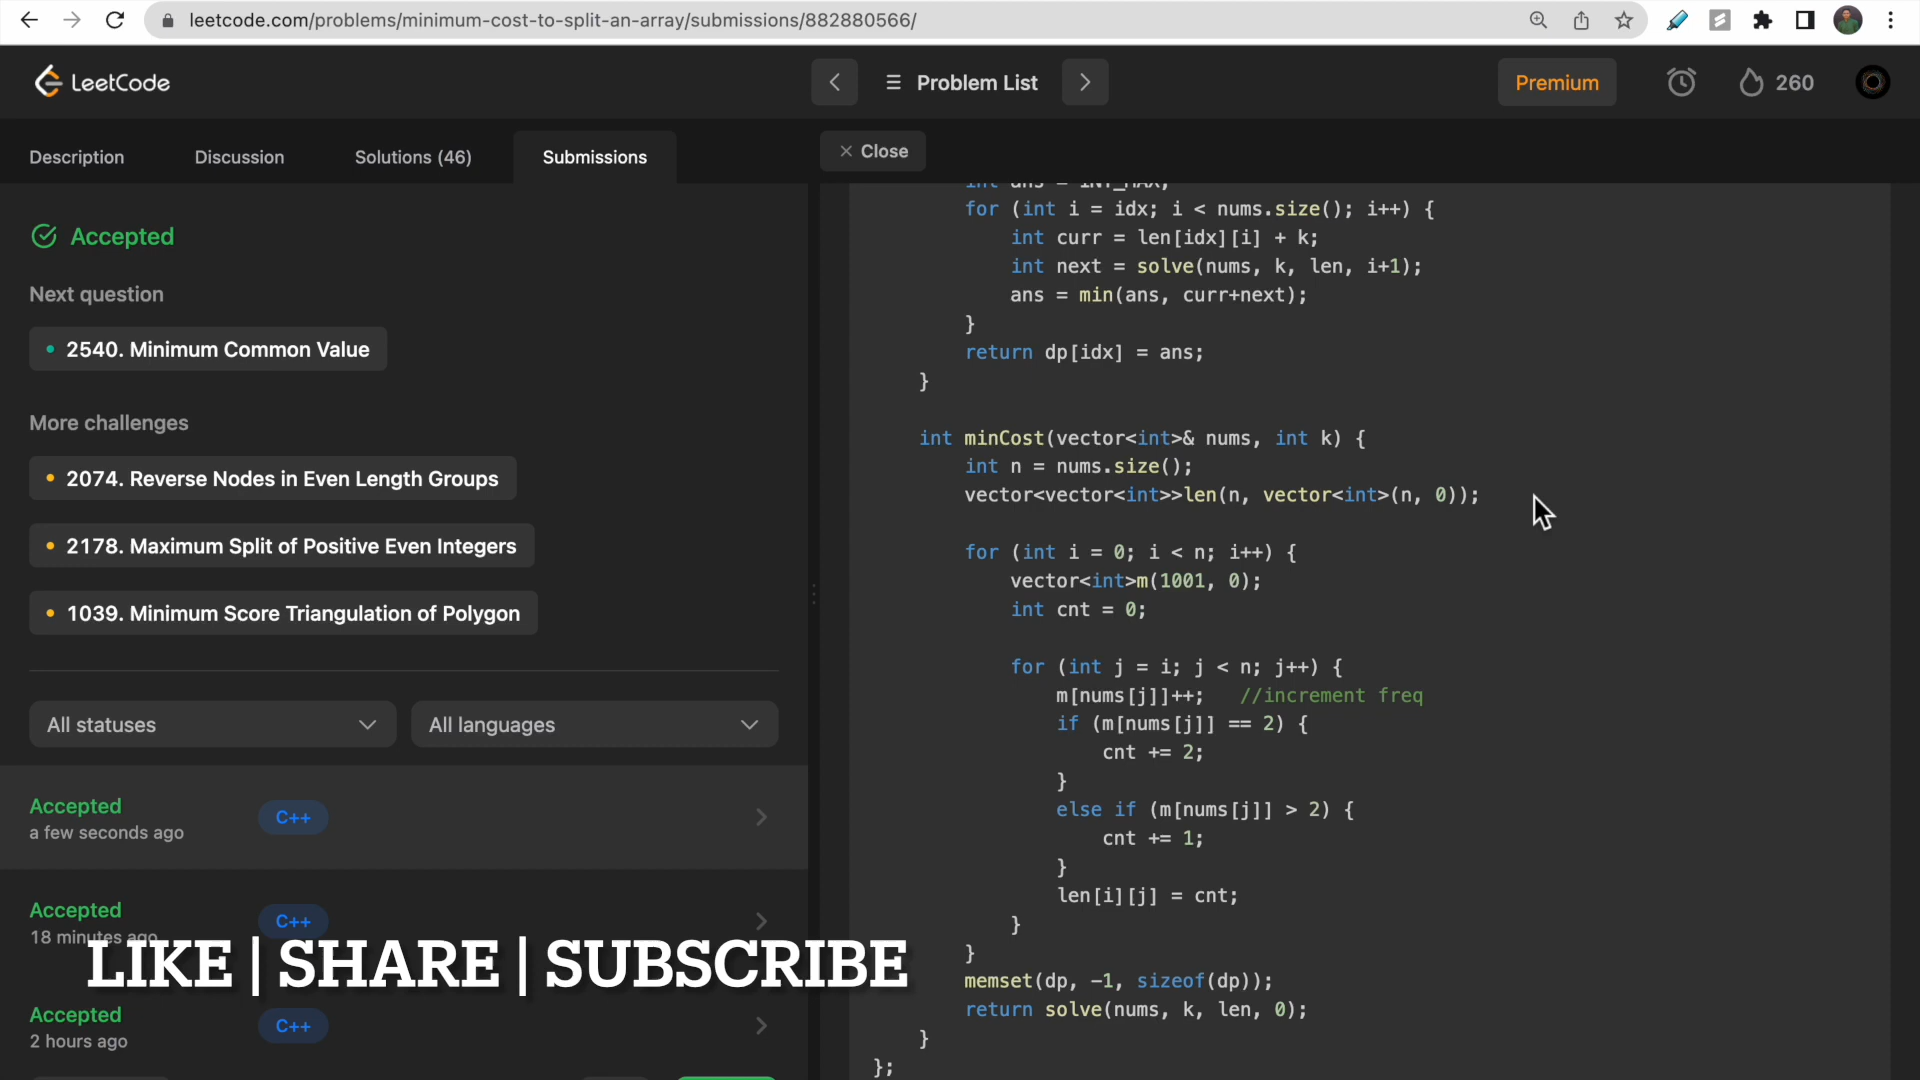 leetcode.com/problems/minimum-cost-to-split-an-array/submissions/882880566/
LeetCode
Problem List
Premium
260
Description
Discussion
Solutions (46)
Submissions
Close
Accepted
Next question
2540. Minimum Common Value
More challenges
2074. Reverse Nodes in Even Length Groups
2178. Maximum Split of Positive Even Integers
1039. Minimum Score Triangulation of Polygon
All statuses
All languages
Accepted
C++
a few seconds ago
Accepted
C++
18 minutes ago
LIKE | SHARE | SUBSCRIBE
Accepted
C++
2 hours ago
int ans = INT_MAX;
for (int i = idx; i < nums.size(); i++) {
int curr = len[idx][i] + k;
int next = solve(nums, k, len, i+1);
ans = min(ans, curr+next);
}
return dp[idx] = ans;
}
int minCost(vector<int>& nums, int k) {
int n = nums.size();
vector<vector<int>>len(n, vector<int>(n, 0));
for (int i = 0; i < n; i++) {
vector<int>m(1001, 0);
int cnt = 0;
for (int j = i; j < n; j++) {
m[nums[j]]++; //increment freq
if (m[nums[j]] == 2) {
cnt += 2;
}
else if (m[nums[j]] > 2) {
cnt += 1;
}
len[i][j] = cnt;
}
}
memset(dp, -1, sizeof(dp));
return solve(nums, k, len, 0);
}
};